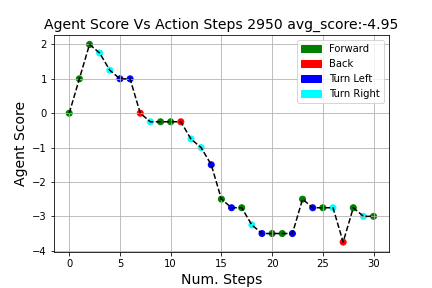 Agent Score Vs Action Steps 2950 avg_score:-4.95
Agent Score
2
1
0
−1
−2
−3
−4
Forward
Back
Turn Left
Turn Right
0 5 10 15 20 25 30
Num. Steps